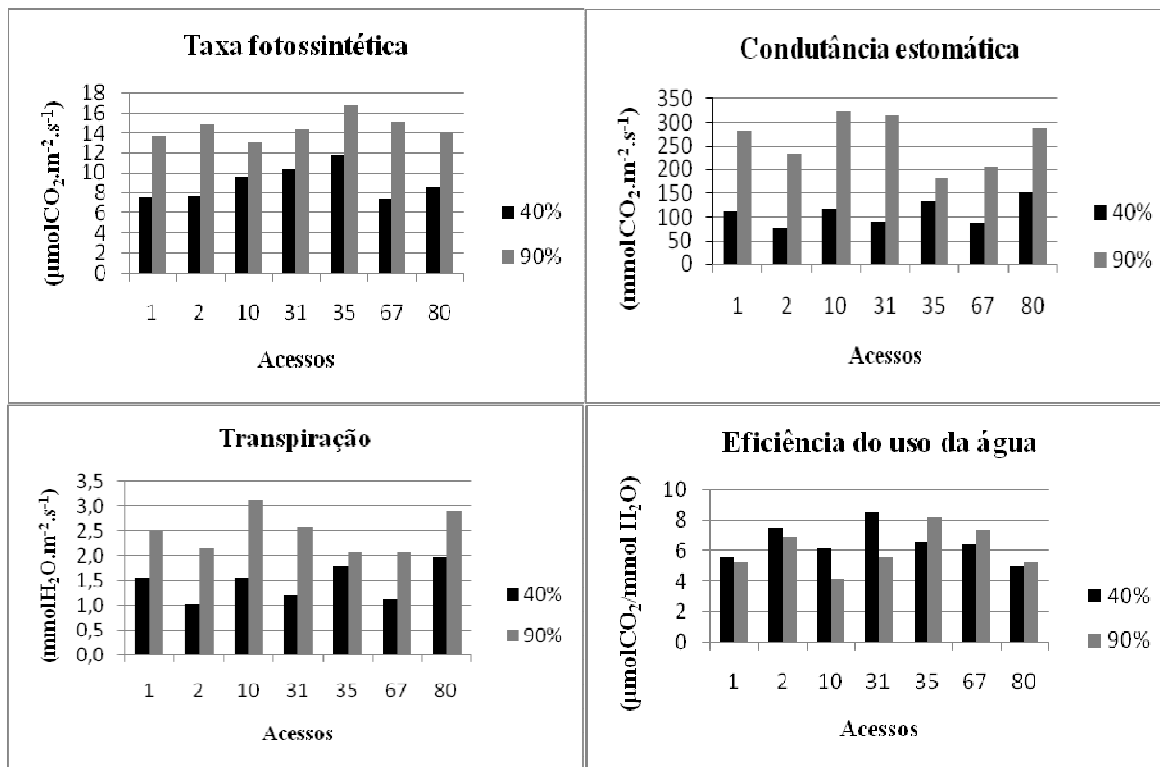 Taxa fotossintética
(µmolCO₂.m⁻².s⁻¹)
18
16
14
12
10
8
6
4
2
0
1 2 10 31 35 67 80
Acessos
40%
90%
Condutância estomática
(mmolCO₂.m⁻².s⁻¹)
350
300
250
200
150
100
50
0
1 2 10 31 35 67 80
Acessos
40%
90%
Transpiração
(mmolH₂O.m⁻².s⁻¹)
3,5
3,0
2,5
2,0
1,5
1,0
0,5
0,0
1 2 10 31 35 67 80
Acessos
40%
90%
Eficiência do uso da água
(µmolCO₂/mmol H₂O)
10
8
6
4
2
0
1 2 10 31 35 67 80
Acessos
40%
90%